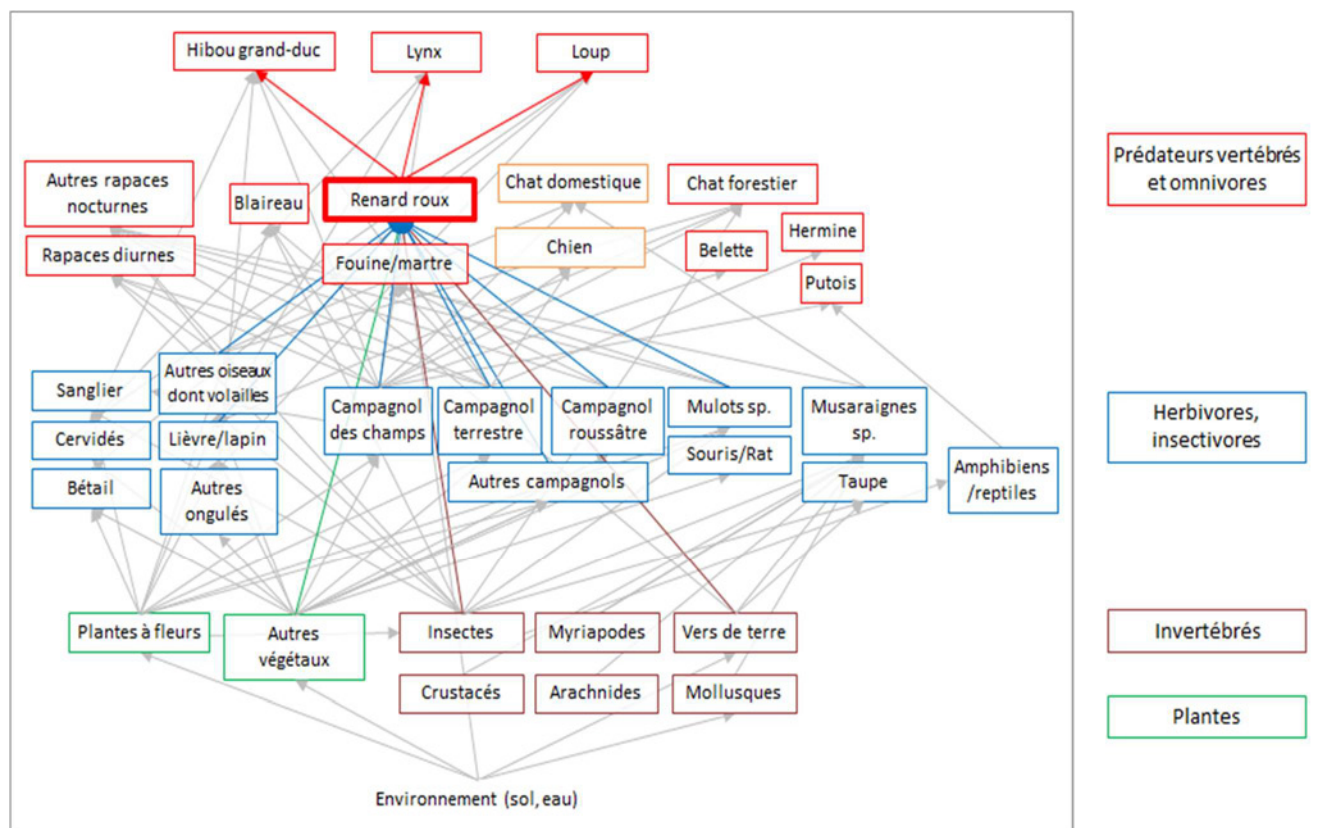 Hibou grand-duc
Lynx
Loup
Autres rapaces
nocturnes
Blaireau
Renard roux
Chat domestique
Chat forestier
Prédateurs vertébrés
et omnivores
Rapaces diurnes
Fouine/martre
Chien
Belette
Hermine
Putois
Sanglier
Autres oiseaux
dont volailles
Campagnol
des champs
Campagnol
terrestre
Campagnol
roussâtre
Mulots sp.
Musaraignes
sp.
Herbivores,
insectivores
Cervidés
Lièvre/lapin
Souris/Rat
Bétail
Autres
ongulés
Autres campagnols
Taupe
Amphibiens
/reptiles
Plantes à fleurs
Autres
végétaux
Insectes
Myriapodes
Vers de terre
Invertébrés
Crustacés
Arachnides
Mollusques
Plantes
Environnement (sol, eau)